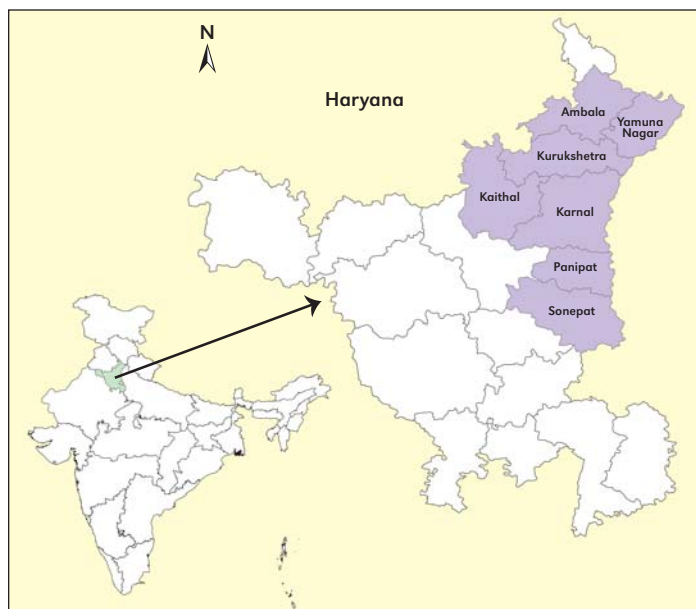 N
Haryana
Ambala
Yamuna
Nagar
Kurukshetra
Kaithal
Karnal
Panipat
Sonepat